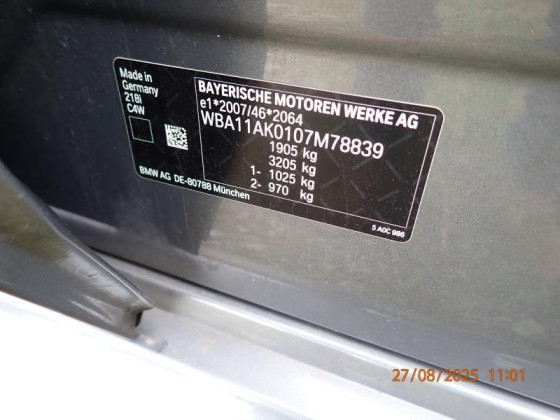 Made in
Germany
218i
C4W
BAYERISCHE MOTOREN WERKE AG
e1*2007/46*2064
WBA11AK0107M78839
1905 kg
3205 kg
1- 1025 kg
2- 970 kg
BMW AG DE-80788 München
5 A0C 986
27/08/2025 11:01